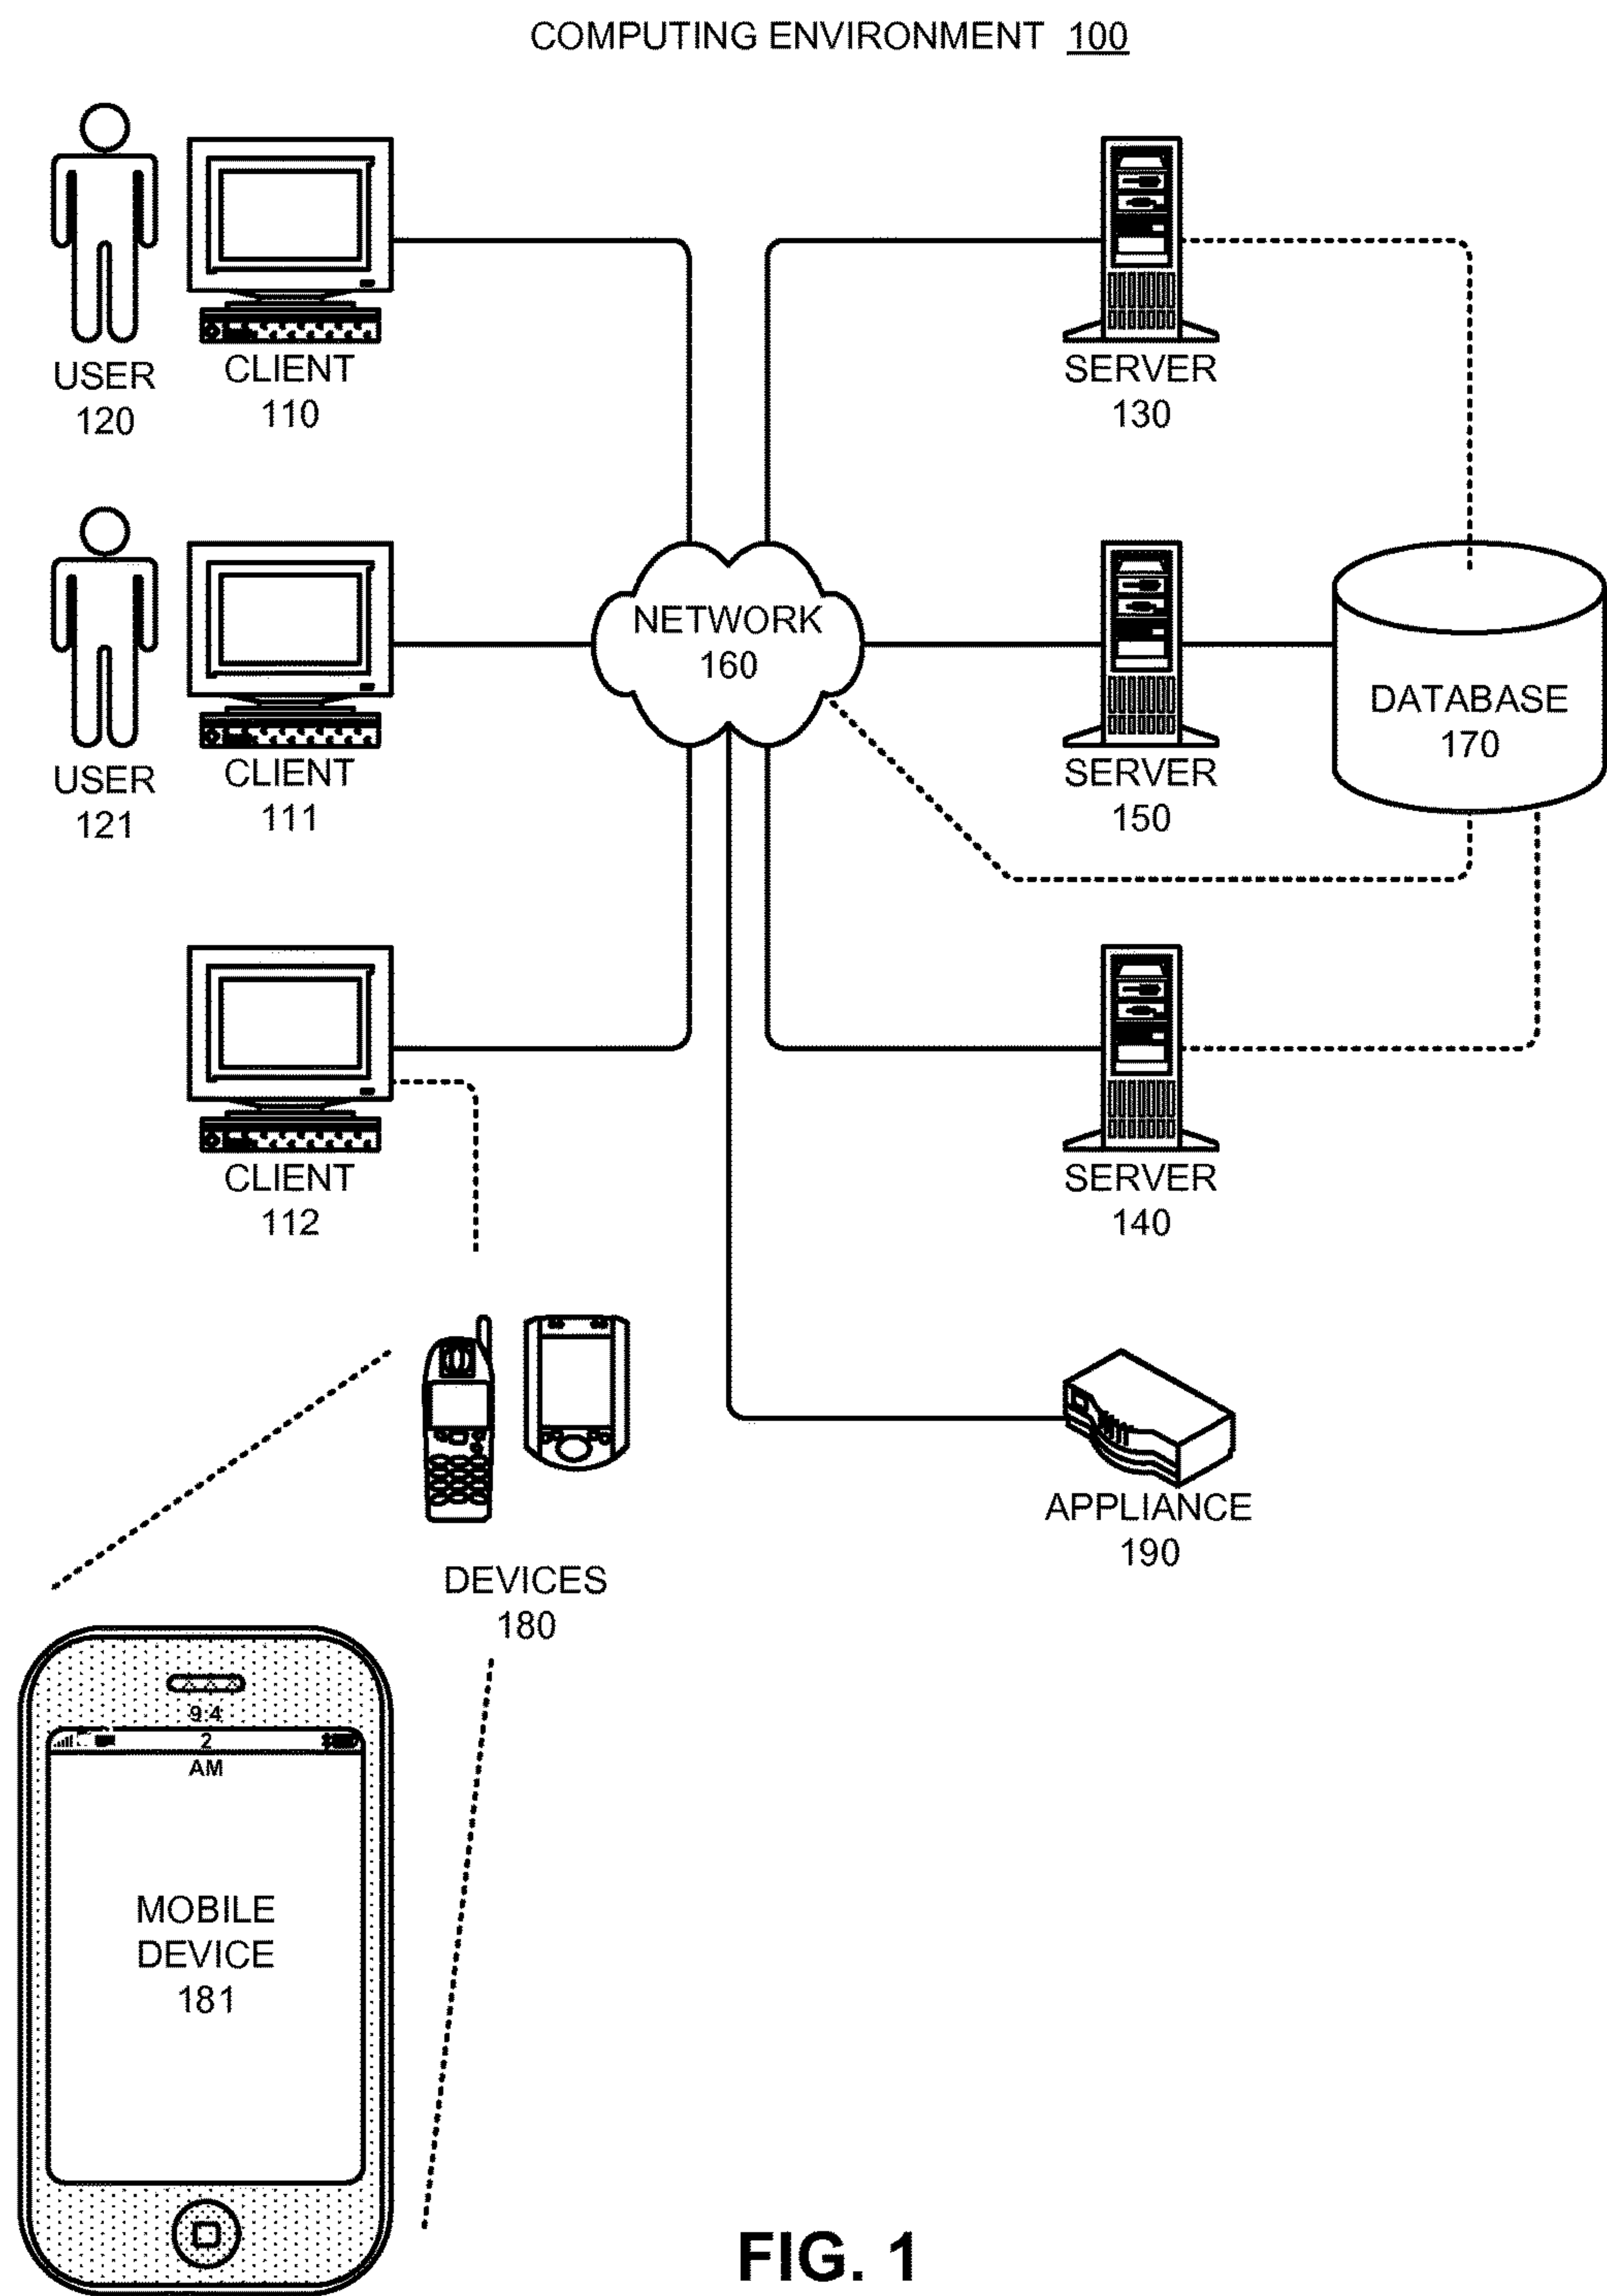 COMPUTING ENVIRONMENT 100
USER
120
CLIENT
110
SERVER
130
NETWORK
160
DATABASE
170
USER
121
CLIENT
111
SERVER
150
CLIENT
112
SERVER
140
DEVICES
180
APPLIANCE
190
9:4
2
AM
MOBILE
DEVICE
181
FIG. 1